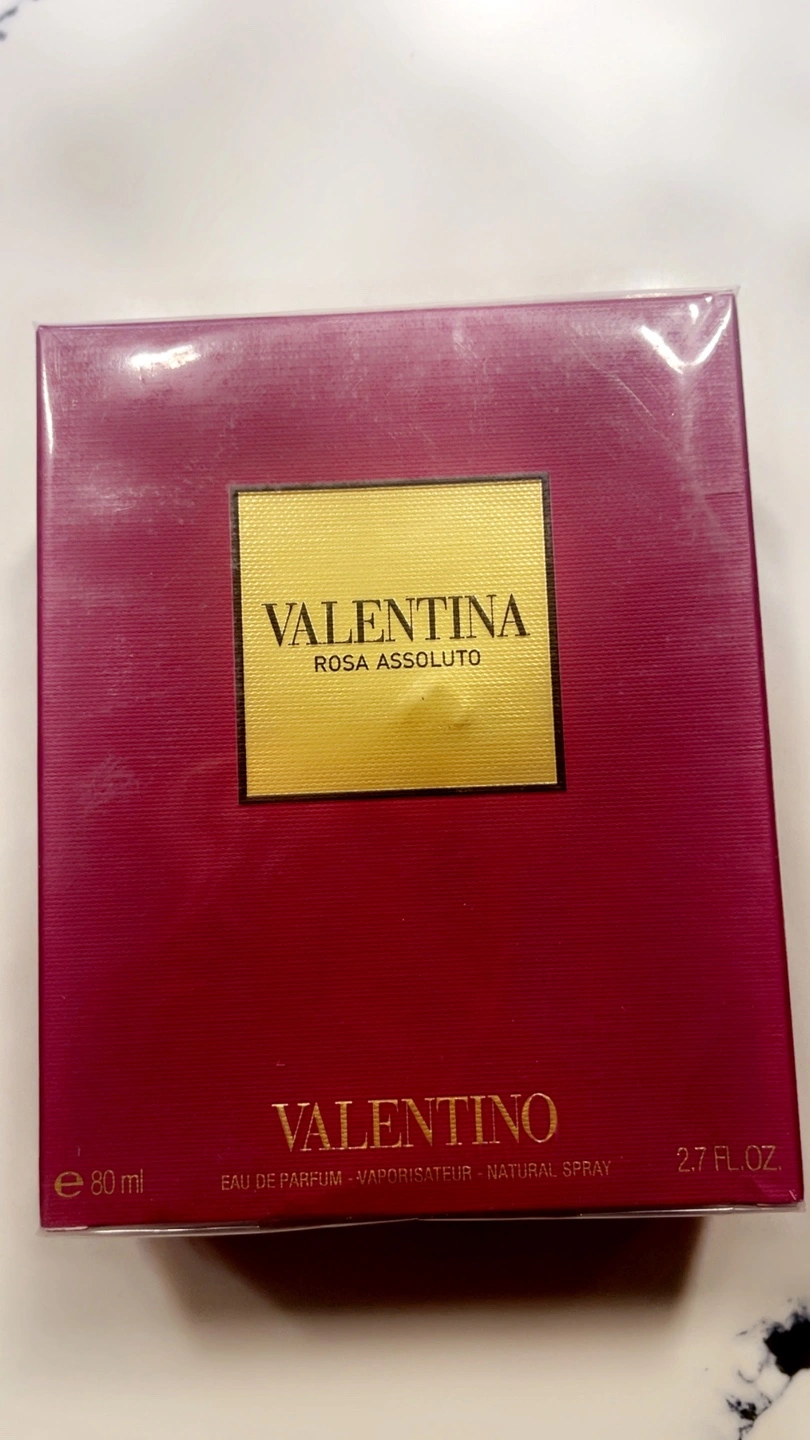 VALENTINA
ROSA ASSOLUTO
VALENTINO
℮ 80 ml
EAU DE PARFUM - VAPORISATEUR - NATURAL SPRAY
2.7 FL.OZ.